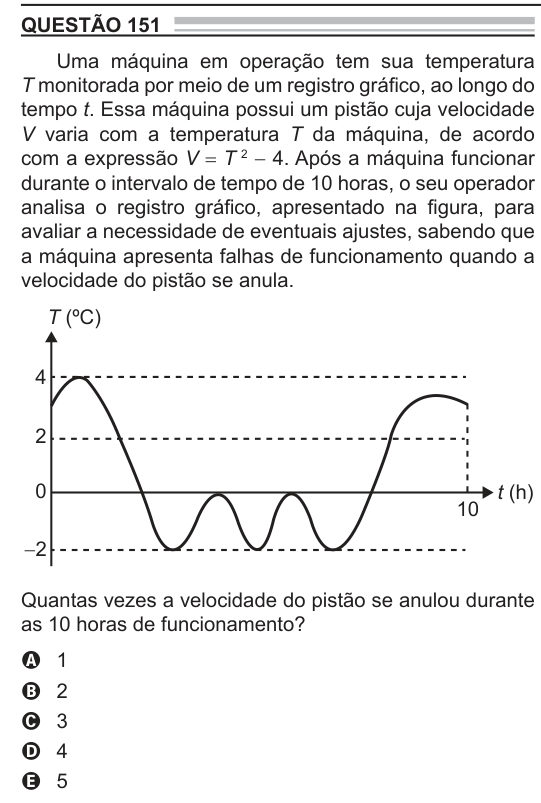 QUESTÃO 151
Uma máquina em operação tem sua temperatura
T monitorada por meio de um registro gráfico, ao longo do
tempo t. Essa máquina possui um pistão cuja velocidade
V varia com a temperatura T da máquina, de acordo
com a expressão V = T² − 4. Após a máquina funcionar
durante o intervalo de tempo de 10 horas, o seu operador
analisa o registro gráfico, apresentado na figura, para
avaliar a necessidade de eventuais ajustes, sabendo que
a máquina apresenta falhas de funcionamento quando a
velocidade do pistão se anula.
T (ºC)
4
2
0
t (h)
10
−2
Quantas vezes a velocidade do pistão se anulou durante
as 10 horas de funcionamento?
A 1
B 2
C 3
D 4
E 5